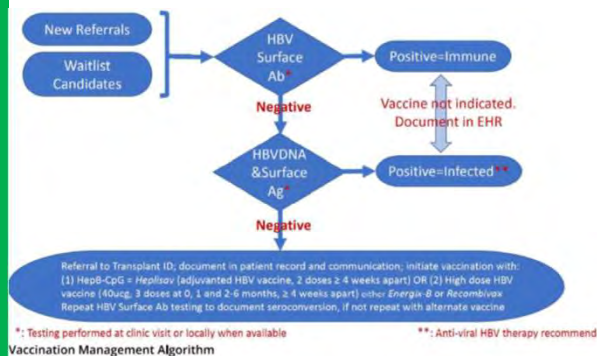 New Referrals
Waitlist
Candidates
HBV
Surface
Ab*
Positive=Immune
Negative
Vaccine not indicated.
Document in EHR
HBVDNA
&Surface
Ag*
Positive=Infected**
Negative
Referral to Transplant ID; document in patient record and communication; initiate vaccination with:
(1) HepB-CpG = Heplisav (adjuvanted HBV vaccine, 2 doses ≥ 4 weeks apart) OR (2) High dose HBV
vaccine (40ucg, 3 doses at 0, 1 and 2-6 months, ≥ 4 weeks apart) either Energix-B or Recombivax
Repeat HBV Surface Ab testing to document seroconversion, if not repeat with alternate vaccine
*: Testing performed at clinic visit or locally when available
**: Anti-viral HBV therapy recommend
Vaccination Management Algorithm